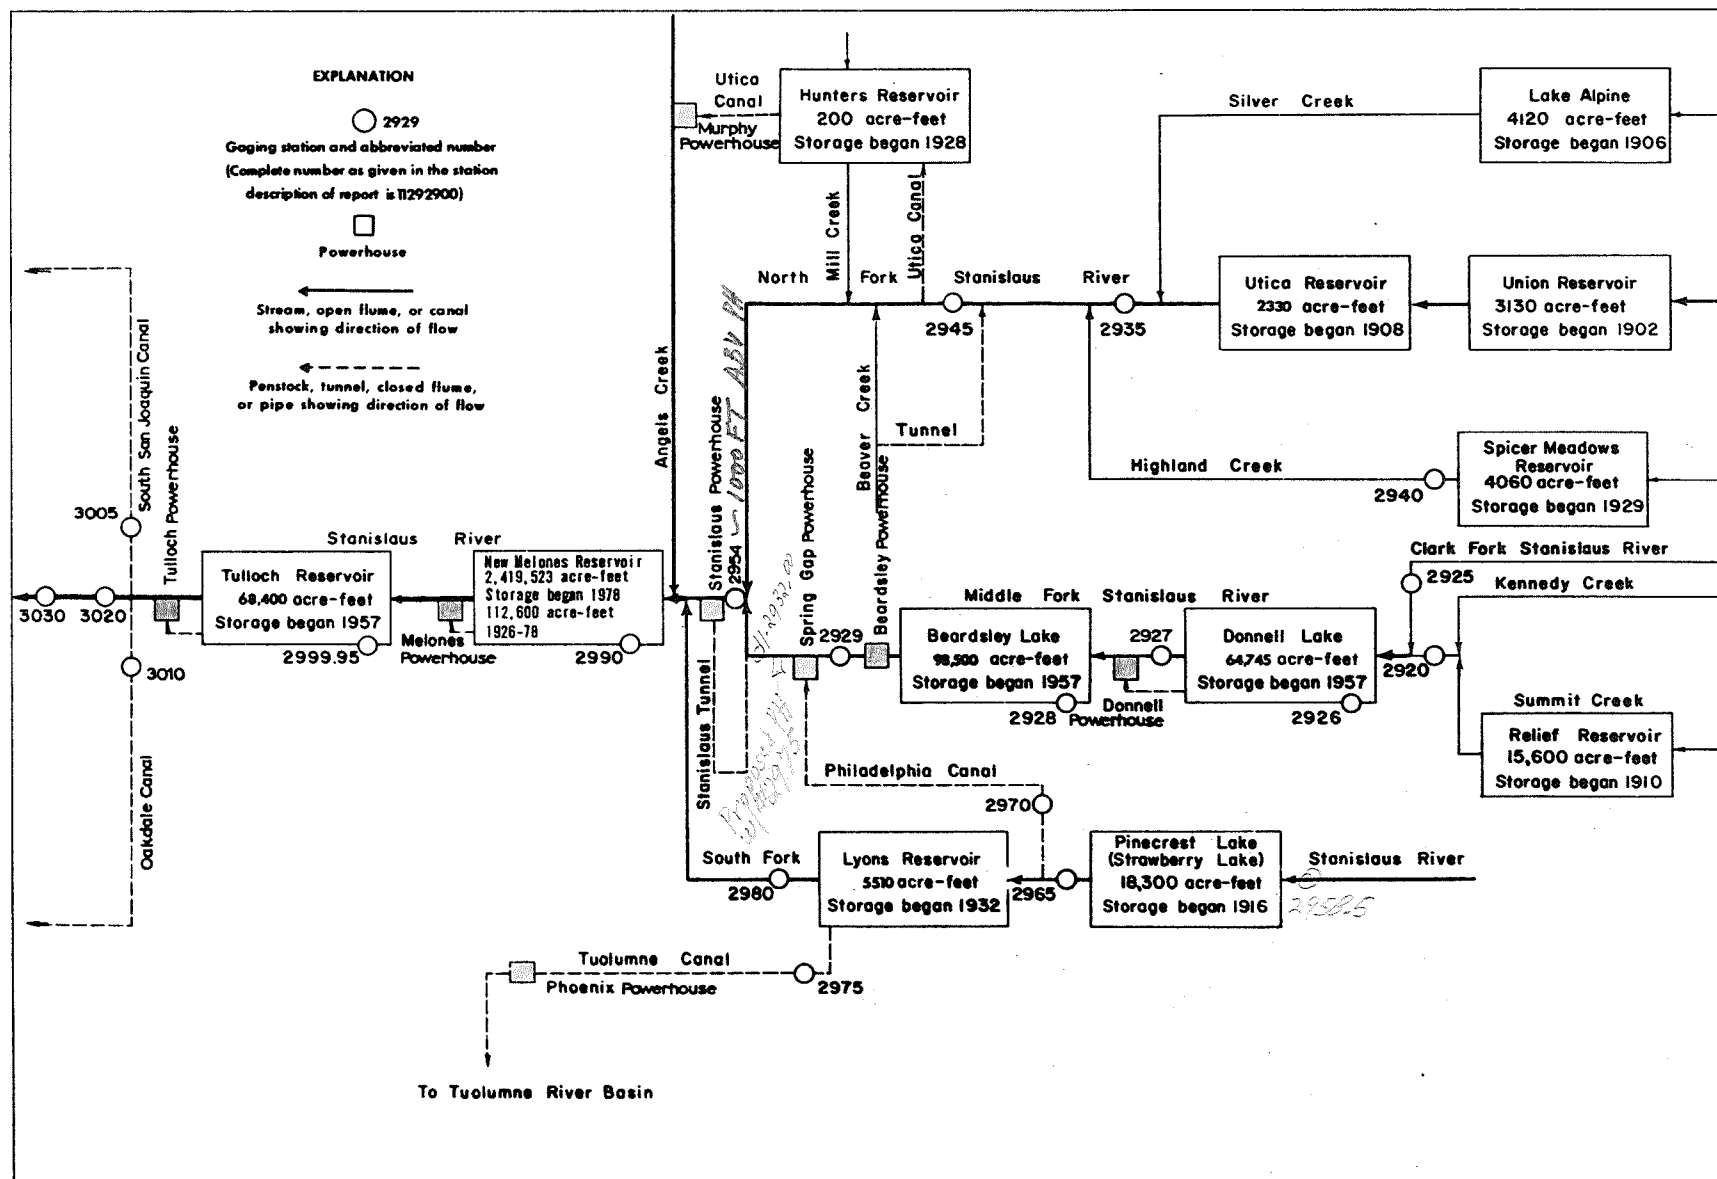 EXPLANATION
2929
Gaging station and abbreviated number
(Complete number as given in the station
description of report is 11292900)
Powerhouse
Stream, open flume, or canal
showing direction of flow
Penstock, tunnel, closed flume,
or pipe showing direction of flow
Utica
Canal
Murphy
Powerhouse
Hunters Reservoir
200 acre-feet
Storage began 1928
Mill Creek
Utica Canal
Silver Creek
Lake Alpine
4120 acre-feet
Storage began 1906
North Fork Stanislaus River
2945
2935
Utica Reservoir
2330 acre-feet
Storage began 1908
Union Reservoir
3130 acre-feet
Storage began 1902
Angels Creek
Stanislaus Powerhouse
2954
1000 FT ABV PH
Beaver Creek
Tunnel
Highland Creek
2940
Spicer Meadows
Reservoir
4060 acre-feet
Storage began 1929
South San Joaquin Canal
3005
Tulloch Powerhouse
Stanislaus River
3030
3020
3010
Oakdale Canal
Tulloch Reservoir
68,400 acre-feet
Storage began 1957
2999.95
Melones
Powerhouse
New Melones Reservoir
2,419,523 acre-feet
Storage began 1978
112,600 acre-feet
1926-78
2990
Stanislaus Tunnel
Spring Gap Powerhouse
2929
Beardsley Powerhouse
Middle Fork Stanislaus River
Beardsley Lake
98,500 acre-feet
Storage began 1957
2928
2927
Donnell
Powerhouse
Donnell Lake
64,745 acre-feet
Storage began 1957
2926
2920
Clark Fork Stanislaus River
2925
Kennedy Creek
Summit Creek
Relief Reservoir
15,600 acre-feet
Storage began 1910
Proposed PH
Philadelphia Canal
2970
South Fork
2980
Lyons Reservoir
5510 acre-feet
Storage began 1932
2965
Pinecrest Lake
(Strawberry Lake)
18,300 acre-feet
Storage began 1916
Stanislaus River
Tuolumne Canal
Phoenix Powerhouse
2975
To Tuolumne River Basin